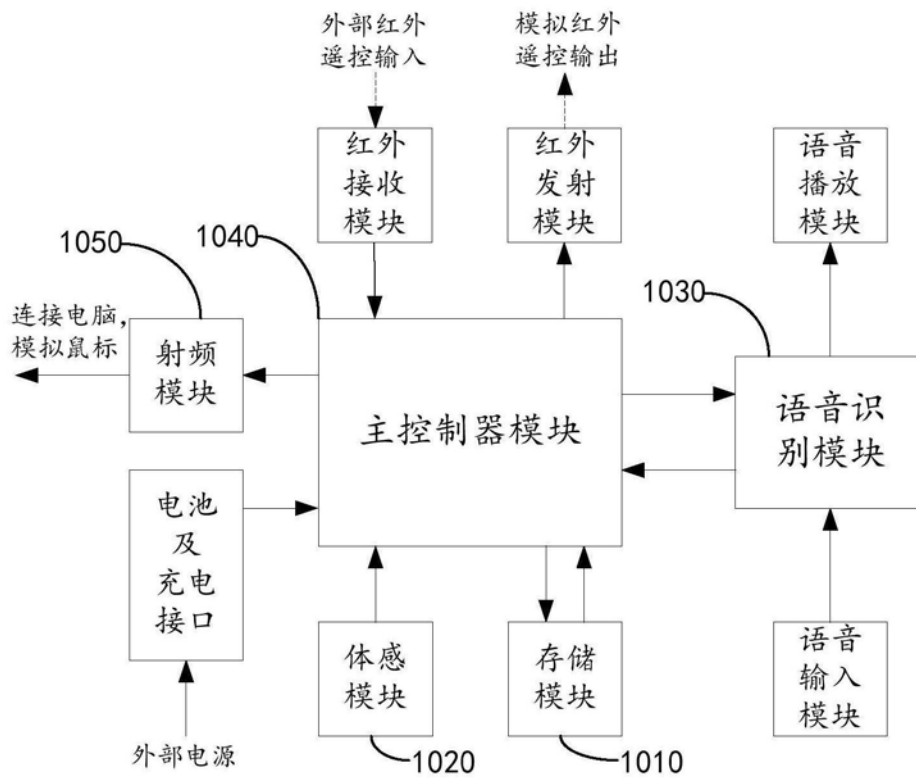 外部红外
遥控输入
模拟红外
遥控输出
红外
接收
模块
红外
发射
模块
语音
播放
模块
1050
1040
1030
连接电脑,
模拟鼠标
射频
模块
主控制器模块
语音识
别模块
电池
及
充电
接口
体感
模块
存储
模块
语音
输入
模块
外部电源
1020
1010